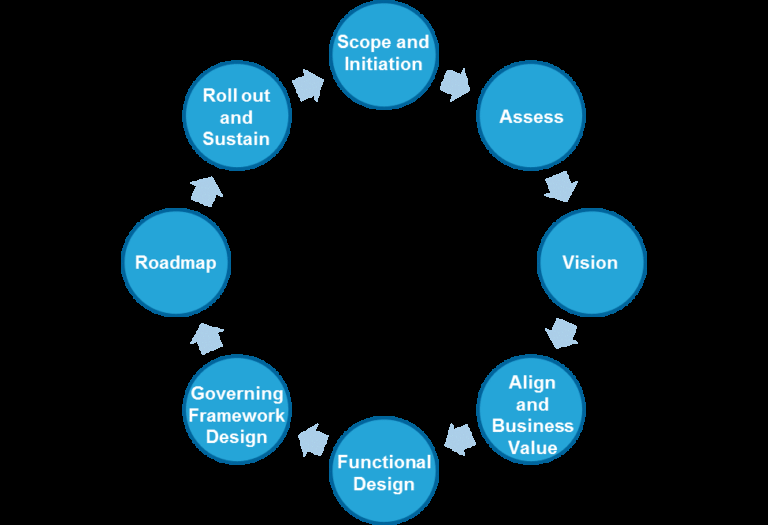 Scope and
Initiation
Assess
Vision
Align
and
Business
Value
Functional
Design
Governing
Framework
Design
Roadmap
Roll out
and
Sustain